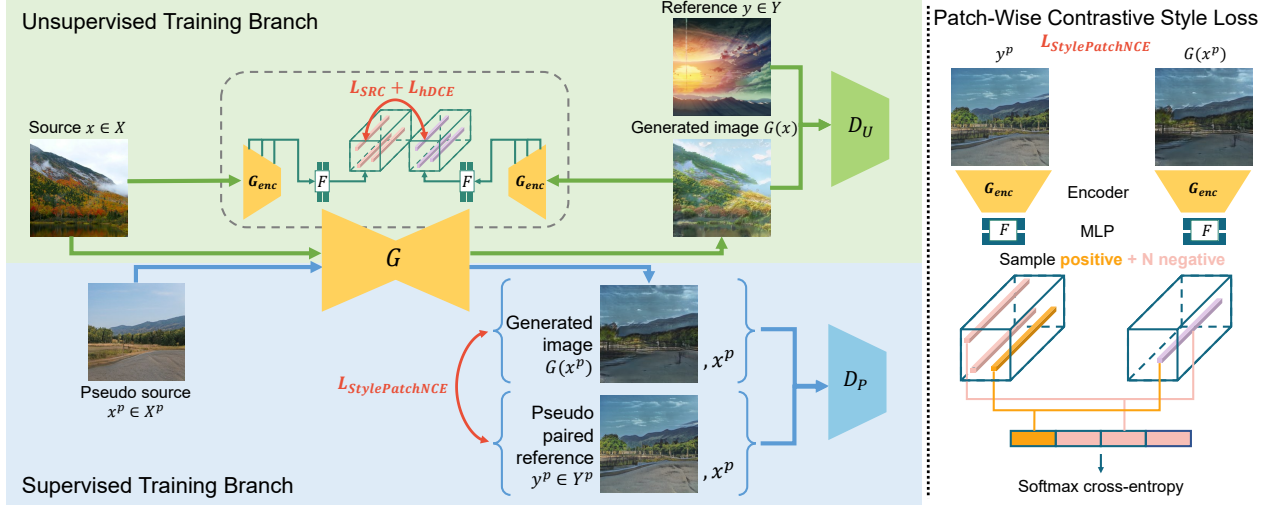 Unsupervised Training Branch
Reference y ∈ Y
L_SRC + L_hDCE
Source x ∈ X
Generated image G(x)
D_U
G_enc
F
F
G_enc
G
Generated
image
G(x^p)
, x^p
L_StylePatchNCE
D_P
Pseudo source
x^p ∈ X^p
Pseudo
paired
reference
y^p ∈ Y^p
, x^p
Supervised Training Branch
Patch-Wise Contrastive Style Loss
L_StylePatchNCE
y^p
G(x^p)
G_enc
Encoder
G_enc
F
MLP
F
Sample positive + N negative
Softmax cross-entropy